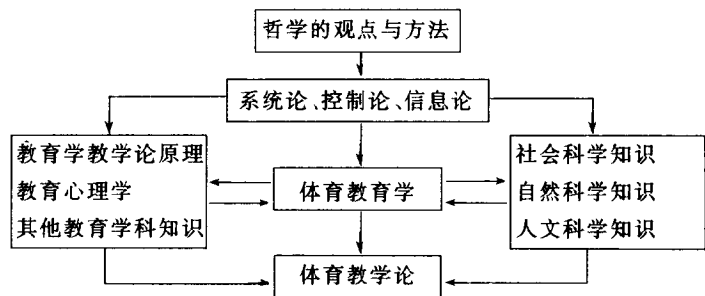 哲学的观点与方法
系统论、控制论、信息论
教育学教学论原理
教育心理学
其他教育学科知识
体育教育学
社会科学知识
自然科学知识
人文科学知识
体育教学论